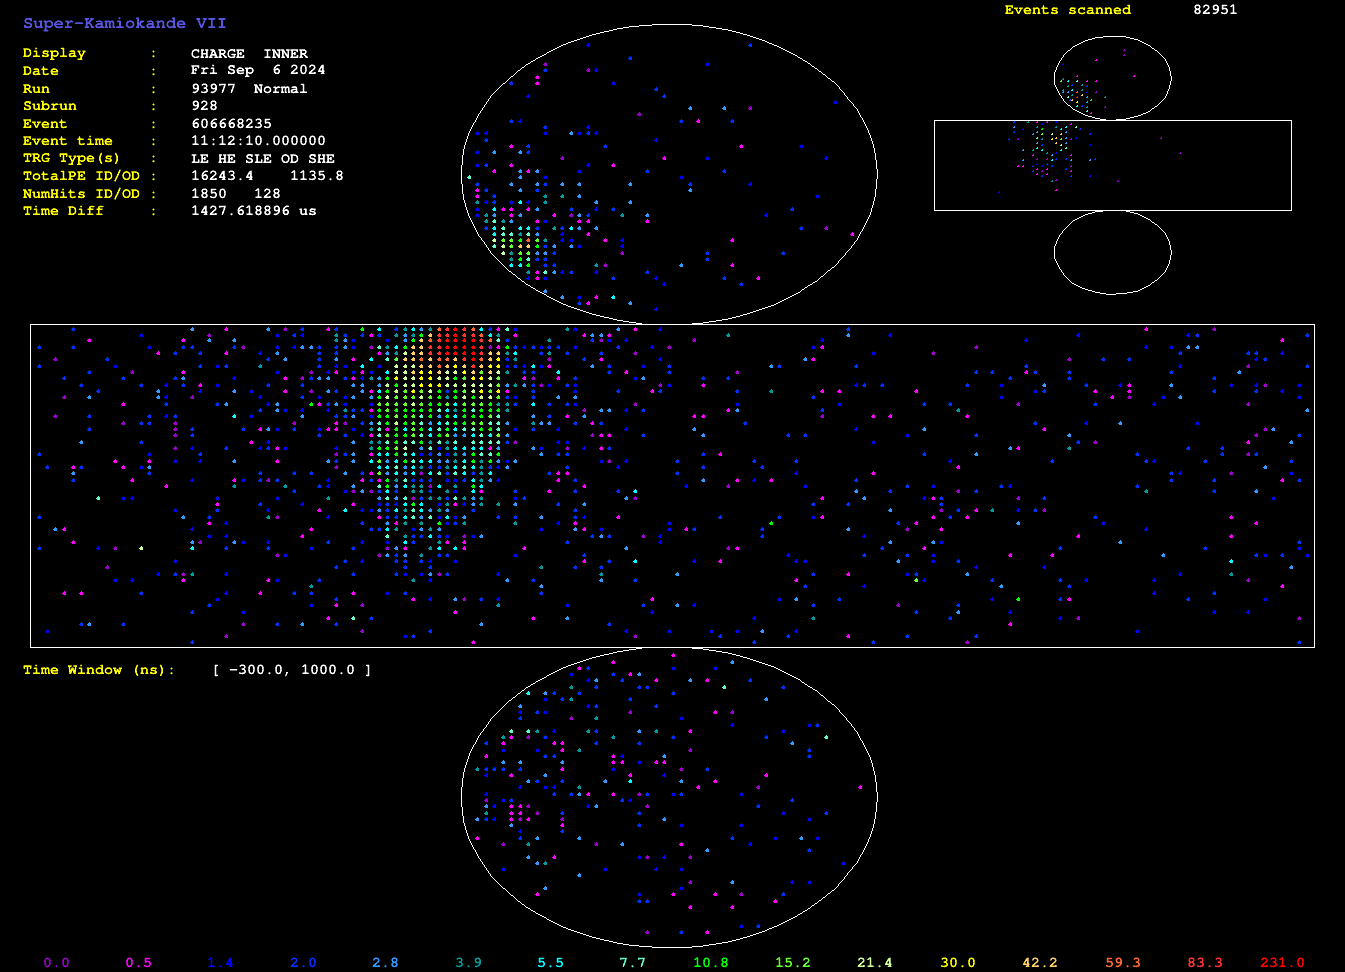 Super-Kamiokande VII
Events scanned 82951
Display : CHARGE INNER
Date : Fri Sep 6 2024
Run : 93977 Normal
Subrun : 928
Event : 606668235
Event time : 11:12:10.000000
TRG Type(s) : LE HE SLE OD SHE
TotalPE ID/OD : 16243.4 1135.8
NumHits ID/OD : 1850 128
Time Diff : 1427.618896 us
Time Window (ns): [ -300.0, 1000.0 ]
0.0 0.5 1.4 2.0 2.8 3.9 5.5 7.7 10.8 15.2 21.4 30.0 42.2 59.3 83.3 231.0